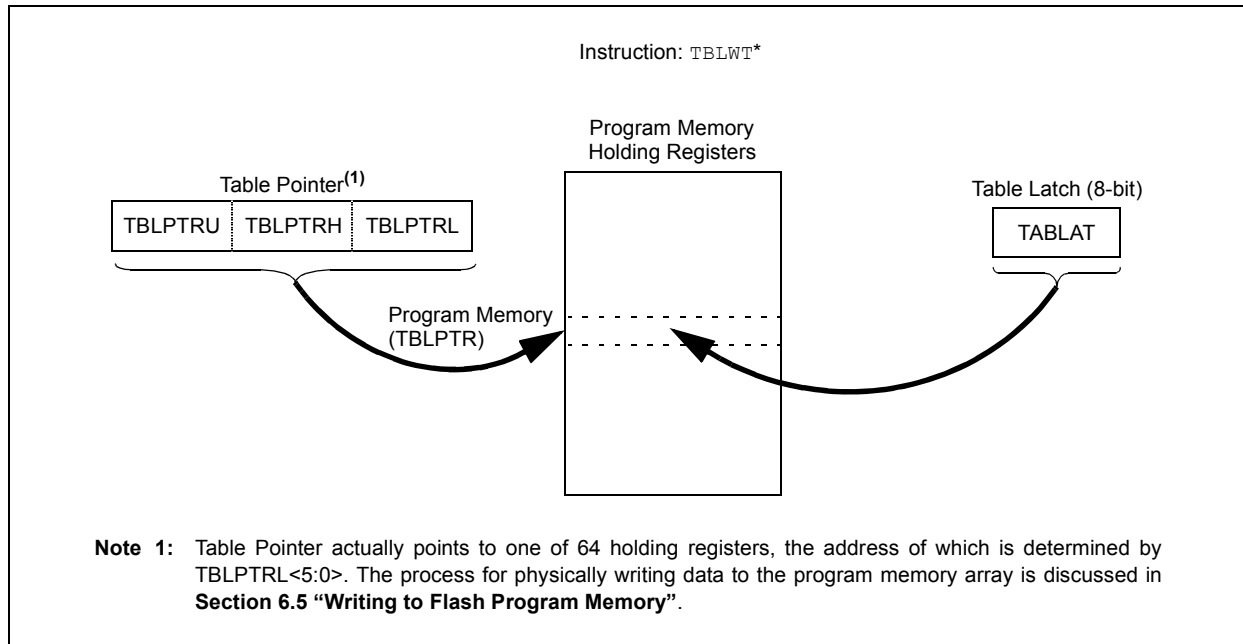 Instruction: TBLWT*
Program Memory
Holding Registers
Table Pointer(1)
Table Latch (8-bit)
TBLPTRU TBLPTRH TBLPTRL
TABLAT
Program Memory
(TBLPTR)
Note 1: Table Pointer actually points to one of 64 holding registers, the address of which is determined by
TBLPTRL<5:0>. The process for physically writing data to the program memory array is discussed in
Section 6.5 “Writing to Flash Program Memory”.